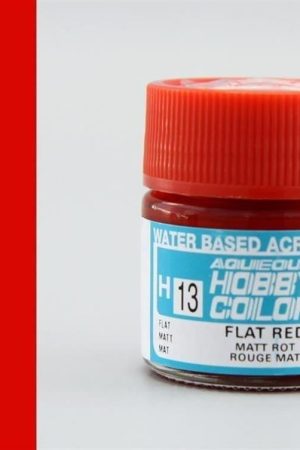 WATER BASED ACR
AQUEOU
HOBBY
COLOR
H 13
FLAT
MATT
MAT
FLAT RED
MATT ROT
ROUGE MAT